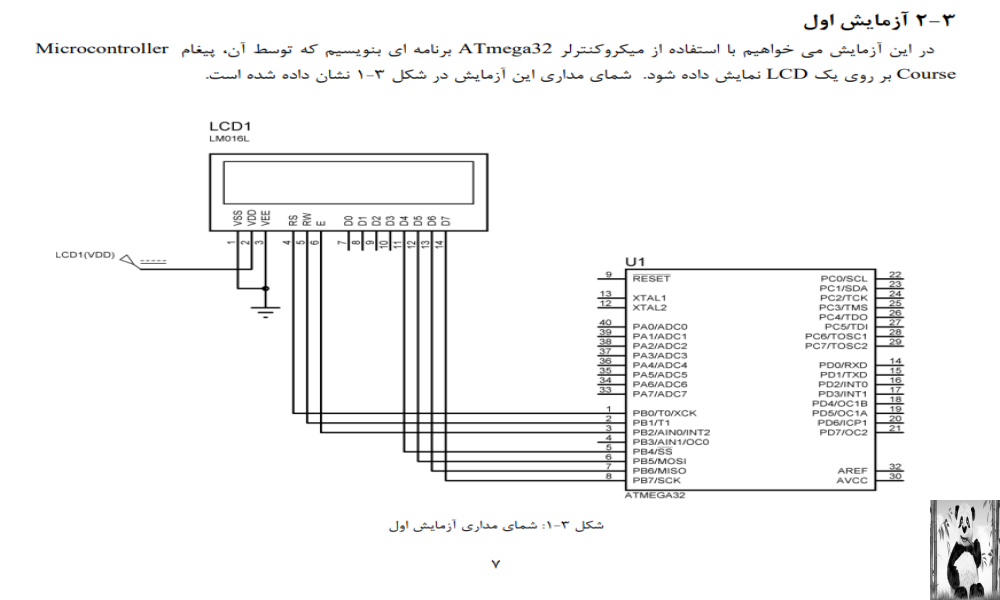 ۳-۲ آزمایش اول
در این آزمایش می خواهیم با استفاده از میکروکنترلر ATmega32 برنامه ای بنویسیم که توسط آن، پیغام Microcontroller
Course بر روی یک LCD نمایش داده شود. شمای مداری این آزمایش در شکل ۳-۱ نشان داده شده است.
LCD1
LM016L
VSS VDD VEE RS RW E D0 D1 D2 D3 D4 D5 D6 D7
1 2 3 4 5 6 7 8 9 10 11 12 13 14
LCD1(VDD)
U1
9 RESET PC0/SCL 22
PC1/SDA 23
13 XTAL1 PC2/TCK 24
12 XTAL2 PC3/TMS 25
PC4/TDO 26
40 PA0/ADC0 PC5/TDI 27
39 PA1/ADC1 PC6/TOSC1 28
38 PA2/ADC2 PC7/TOSC2 29
37 PA3/ADC3
36 PA4/ADC4 PD0/RXD 14
35 PA5/ADC5 PD1/TXD 15
34 PA6/ADC6 PD2/INT0 16
33 PA7/ADC7 PD3/INT1 17
PD4/OC1B 18
1 PB0/T0/XCK PD5/OC1A 19
2 PB1/T1 PD6/ICP1 20
3 PB2/AIN0/INT2 PD7/OC2 21
4 PB3/AIN1/OC0
5 PB4/SS
6 PB5/MOSI
7 PB6/MISO AREF 32
8 PB7/SCK AVCC 30
ATMEGA32
شکل ۳-۱: شمای مداری آزمایش اول
۷